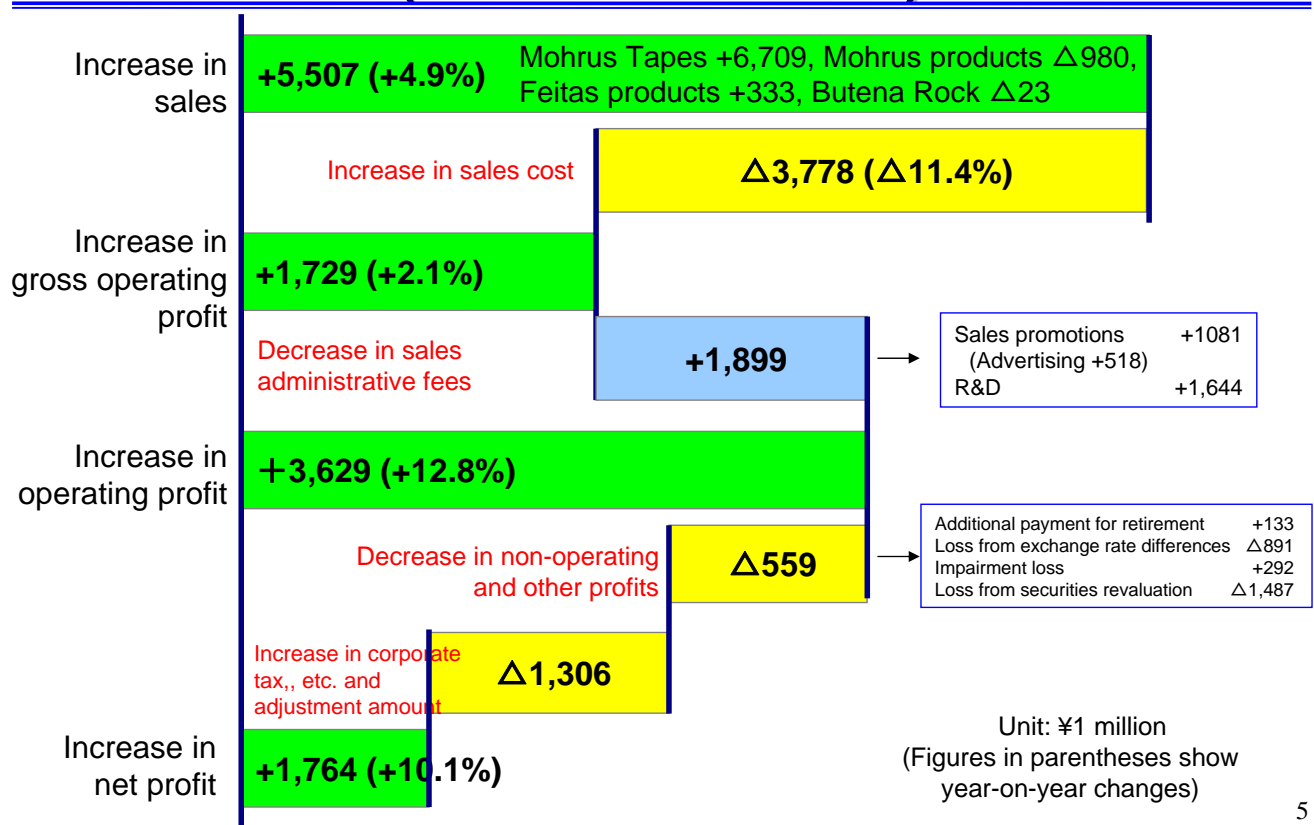 Increase in
sales
+5,507 (+4.9%)
Mohrus Tapes +6,709, Mohrus products △980,
Feitas products +333, Butena Rock △23
Increase in sales cost
△3,778 (△11.4%)
Increase in
gross operating
profit
+1,729 (+2.1%)
Decrease in sales
administrative fees
+1,899
Sales promotions +1081
(Advertising +518)
R&D +1,644
Increase in
operating profit
＋3,629 (+12.8%)
Decrease in non-operating
and other profits
△559
Additional payment for retirement +133
Loss from exchange rate differences △891
Impairment loss +292
Loss from securities revaluation △1,487
Increase in corporate
tax,, etc. and
adjustment amount
△1,306
Increase in
net profit
+1,764 (+10.1%)
Unit: ¥1 million
(Figures in parentheses show
year-on-year changes)
5